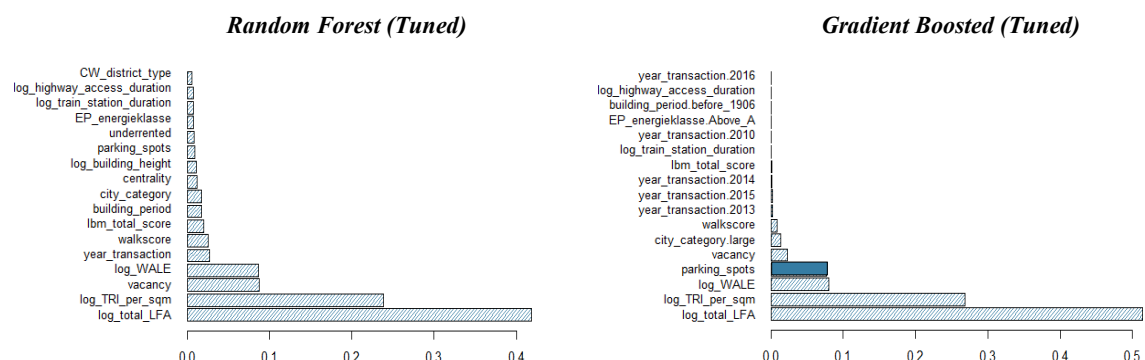 Random Forest (Tuned)
CW_district_type
log_highway_access_duration
log_train_station_duration
EP_energieklasse
underrented
parking_spots
log_building_height
centrality
city_category
building_period
lbm_total_score
walkscore
year_transaction
log_WALE
vacancy
log_TRI_per_sqm
log_total_LFA
0.0 0.1 0.2 0.3 0.4
Gradient Boosted (Tuned)
year_transaction.2016
log_highway_access_duration
building_period.before_1906
EP_energieklasse.Above_A
year_transaction.2010
log_train_station_duration
lbm_total_score
year_transaction.2014
year_transaction.2015
year_transaction.2013
walkscore
city_category.large
vacancy
parking_spots
log_WALE
log_TRI_per_sqm
log_total_LFA
0.0 0.1 0.2 0.3 0.4 0.5